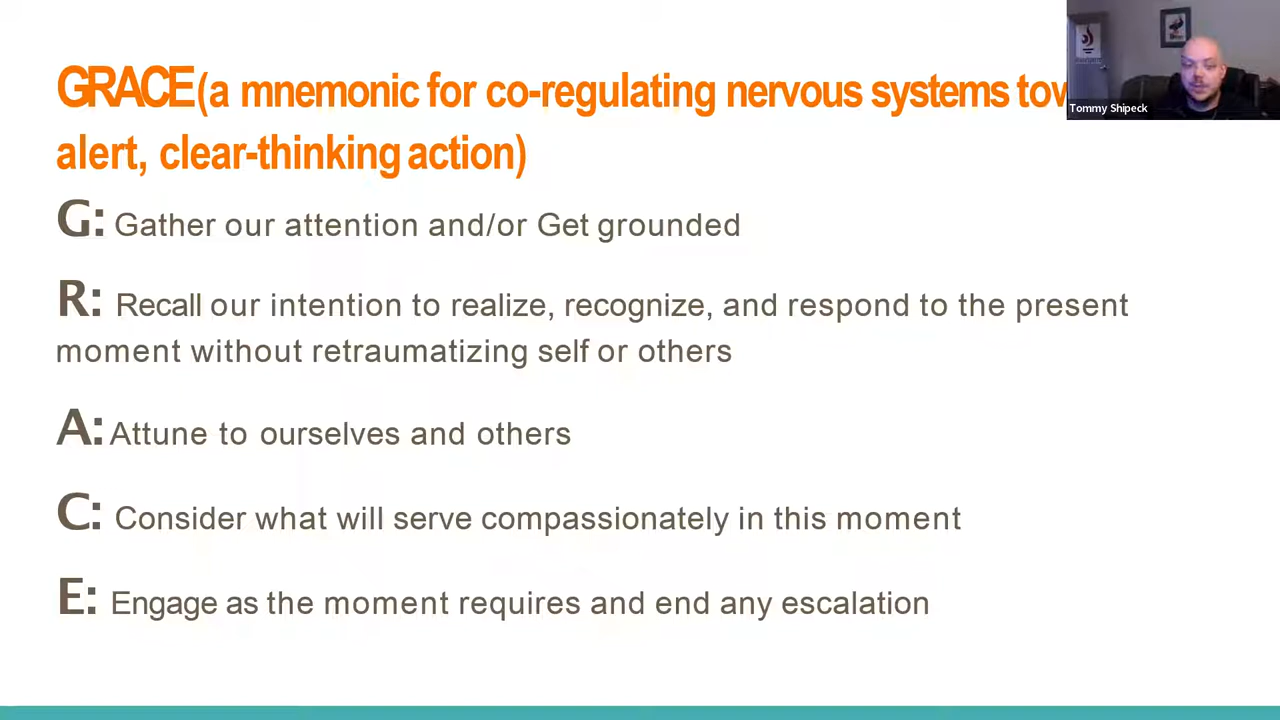 GRACE (a mnemonic for co-regulating nervous systems
alert, clear-thinking action)
G: Gather our attention and/or Get grounded
R: Recall our intention to realize, recognize, and respond to the present
moment without retraumatizing self or others
A: Attune to ourselves and others
C: Consider what will serve compassionately in this moment
E: Engage as the moment requires and end any escalation
Tommy Shipeck